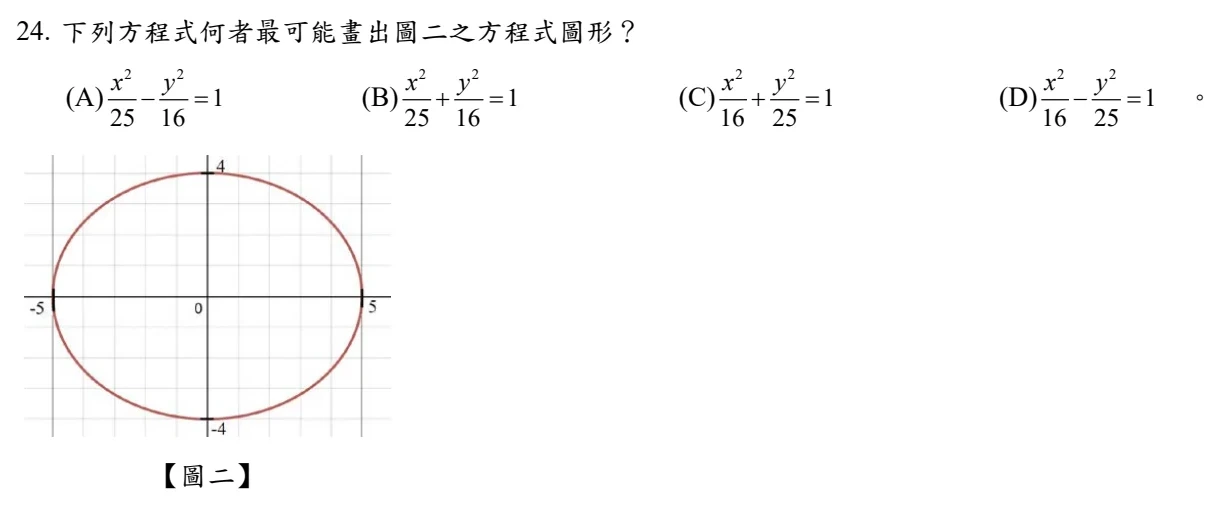 24. 下列方程式何者最可能畫出圖二之方程式圖形？
(A) x²/25 − y²/16 = 1 (B) x²/25 + y²/16 = 1 (C) x²/16 + y²/25 = 1 (D) x²/16 − y²/25 = 1 。
4
-5 0 5
-4
【圖二】